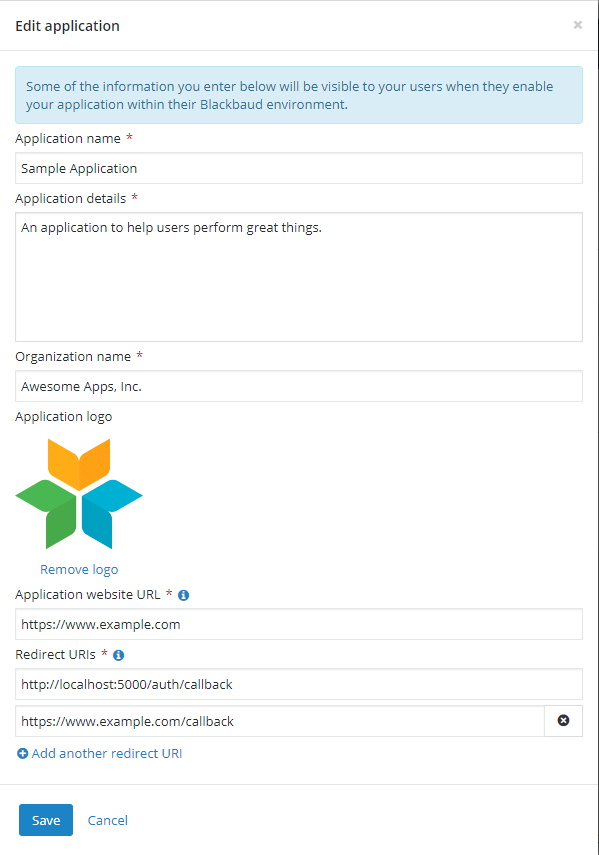 Edit application
Some of the information you enter below will be visible to your users when they enable
your application within their Blackbaud environment.
Application name *
Sample Application
Application details *
An application to help users perform great things.
Organization name *
Awesome Apps, Inc.
Application logo
Remove logo
Application website URL *
https://www.example.com
Redirect URIs *
http://localhost:5000/auth/callback
https://www.example.com/callback
Add another redirect URI
Save Cancel